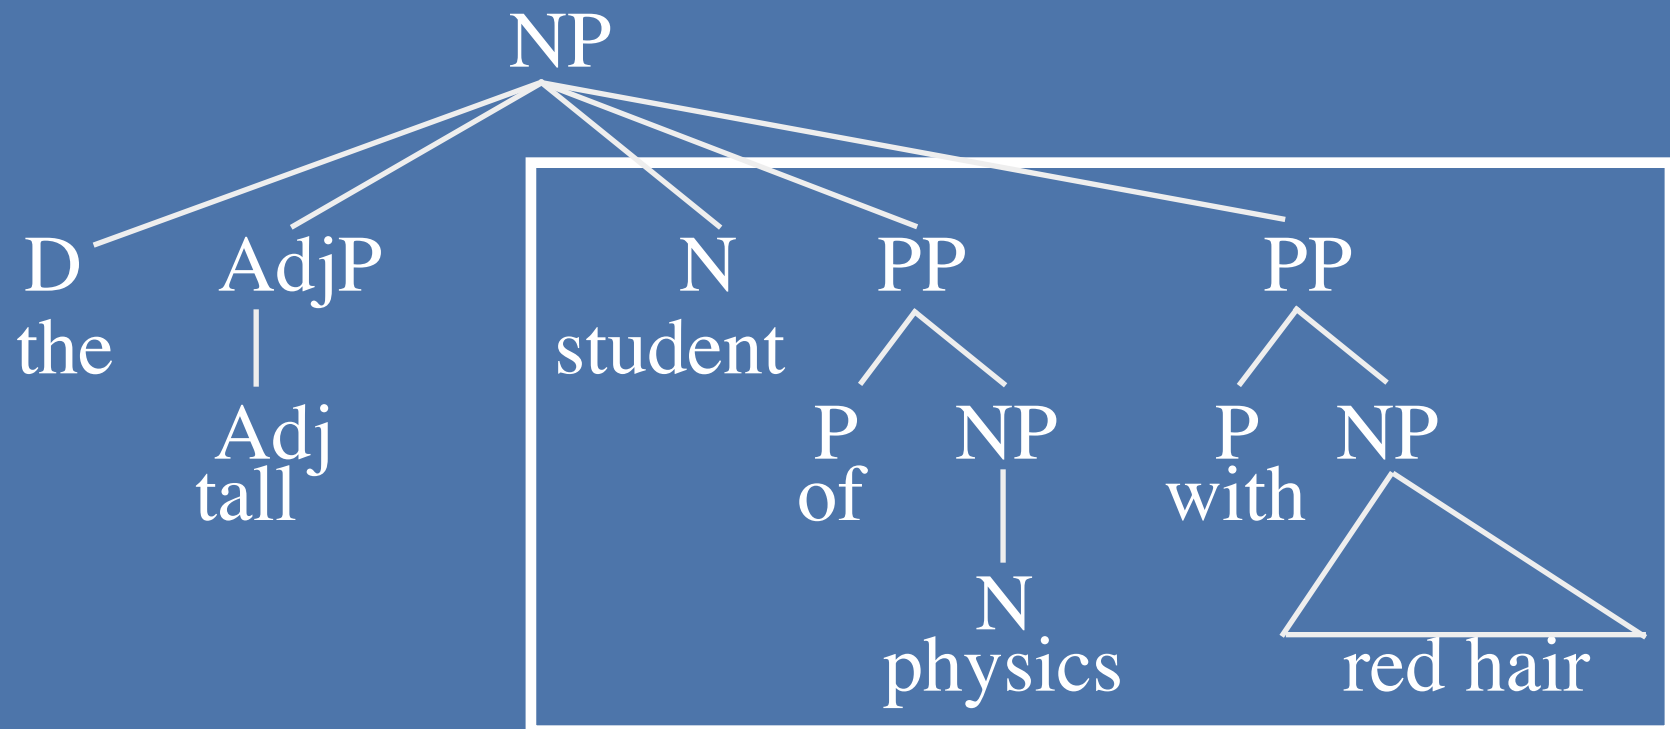 NP
D AdjP N PP PP
the student
Adj P NP P NP
tall of with
N
physics red hair